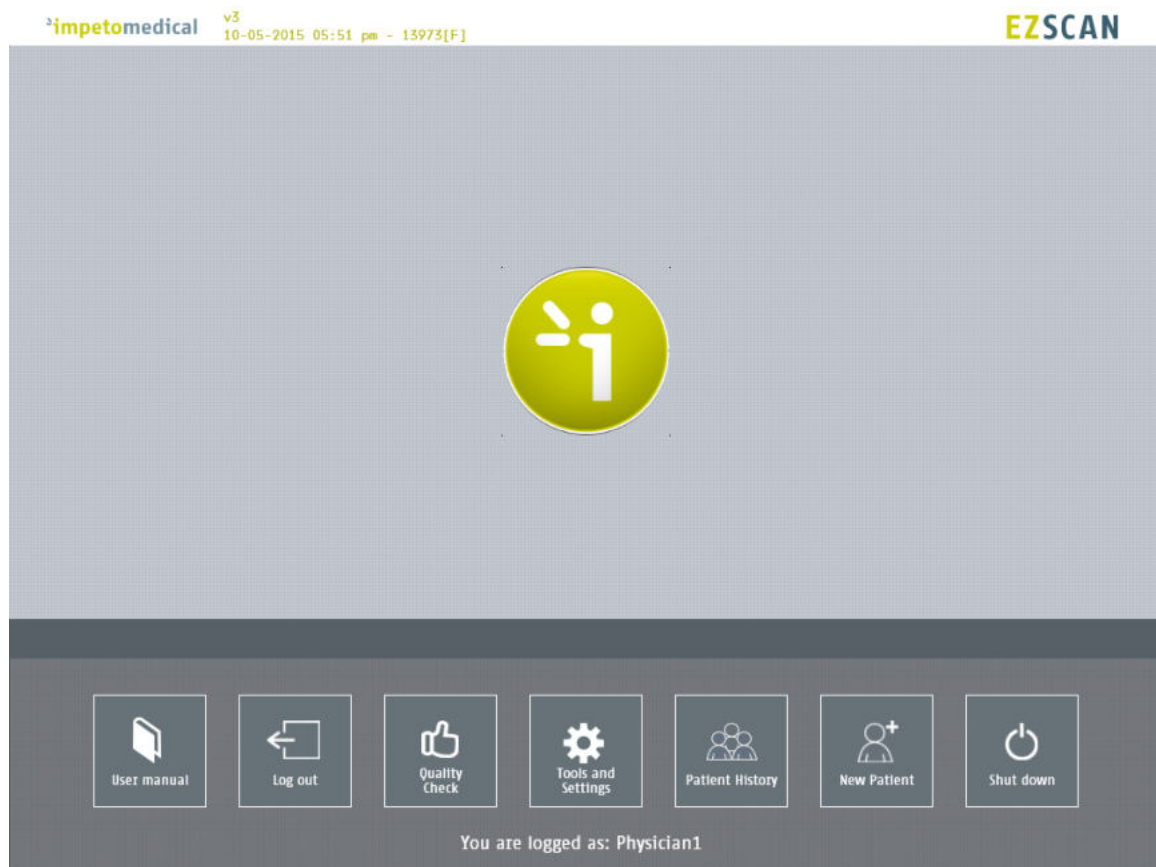 impetomedical
v3
10-05-2015 05:51 pm - 13973[F]
EZSCAN
User manual
Log out
Quality
Check
Tools and
Settings
Patient History
New Patient
Shut down
You are logged as: Physician1